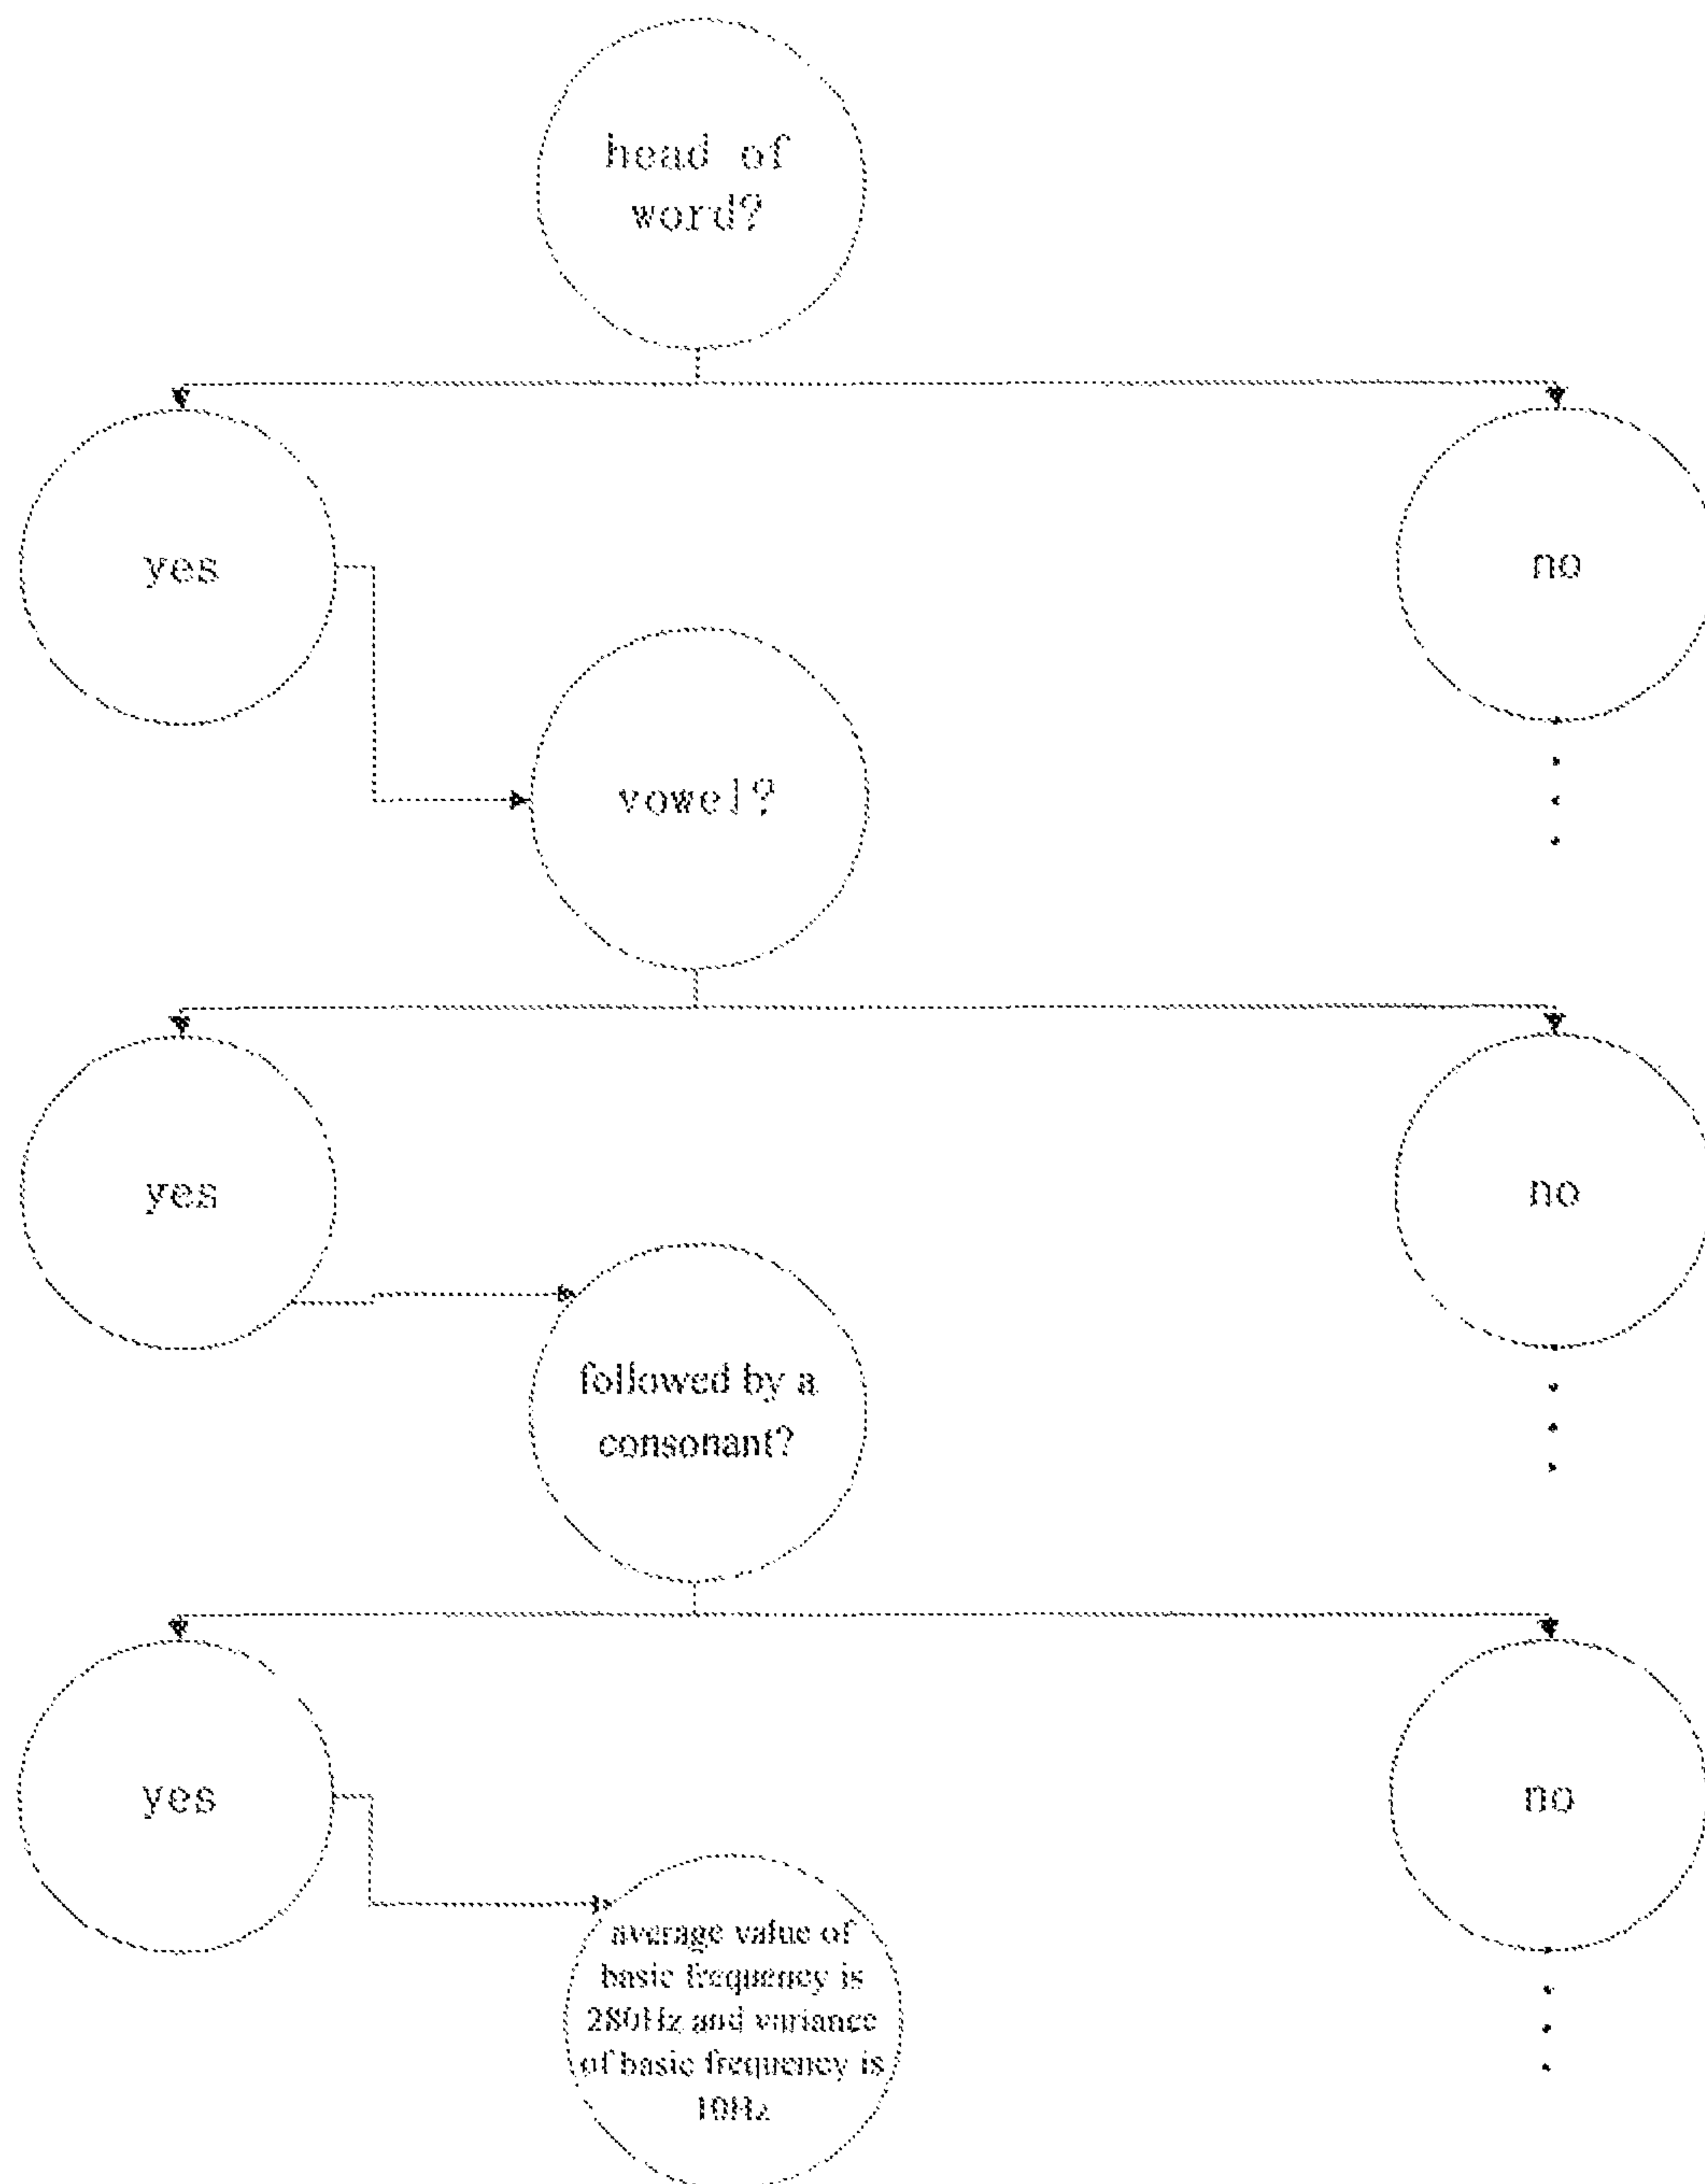 head of
word?
yes
no
vowel?
yes
no
followed by a
consonant?
yes
no
average value of
basic frequency is
280Hz and variance
of basic frequency is
10Hz